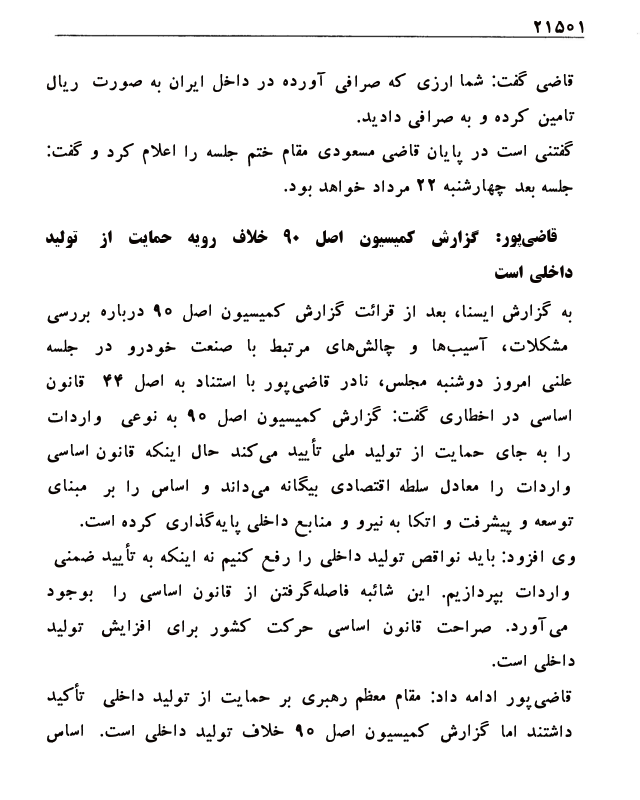 ۲۱۵۰۱
قاضی گفت: شما ارزی که صرافی آورده در داخل ایران به صورت ریال
تامین کرده و به صرافی دادید.
گفتنی است در پایان قاضی مسعودی مقام ختم جلسه را اعلام کرد و گفت:
جلسه بعد چهارشنبه ۲۲ مرداد خواهد بود.
قاضی‌پور: گزارش کمیسیون اصل ۹۰ خلاف رویه حمایت از تولید
داخلی است
به گزارش ایسنا، بعد از قرائت گزارش کمیسیون اصل ۹۰ درباره بررسی
مشکلات، آسیب‌ها و چالش‌های مرتبط با صنعت خودرو در جلسه
علنی امروز دوشنبه مجلس، نادر قاضی‌پور با استناد به اصل ۴۴ قانون
اساسی در اخطاری گفت: گزارش کمیسیون اصل ۹۰ به نوعی واردات
را به جای حمایت از تولید ملی تأیید می‌کند حال اینکه قانون اساسی
واردات را معادل سلطه اقتصادی بیگانه می‌داند و اساس را بر مبنای
توسعه و پیشرفت و اتکا به نیرو و منابع داخلی پایه‌گذاری کرده است.
وی افزود: باید نواقص تولید داخلی را رفع کنیم نه اینکه به تأیید ضمنی
واردات بپردازیم. این شائبه فاصله‌گرفتن از قانون اساسی را بوجود
می‌آورد. صراحت قانون اساسی حرکت کشور برای افزایش تولید
داخلی است.
قاضی‌پور ادامه داد: مقام معظم رهبری بر حمایت از تولید داخلی تأکید
داشتند اما گزارش کمیسیون اصل ۹۰ خلاف تولید داخلی است. اساس